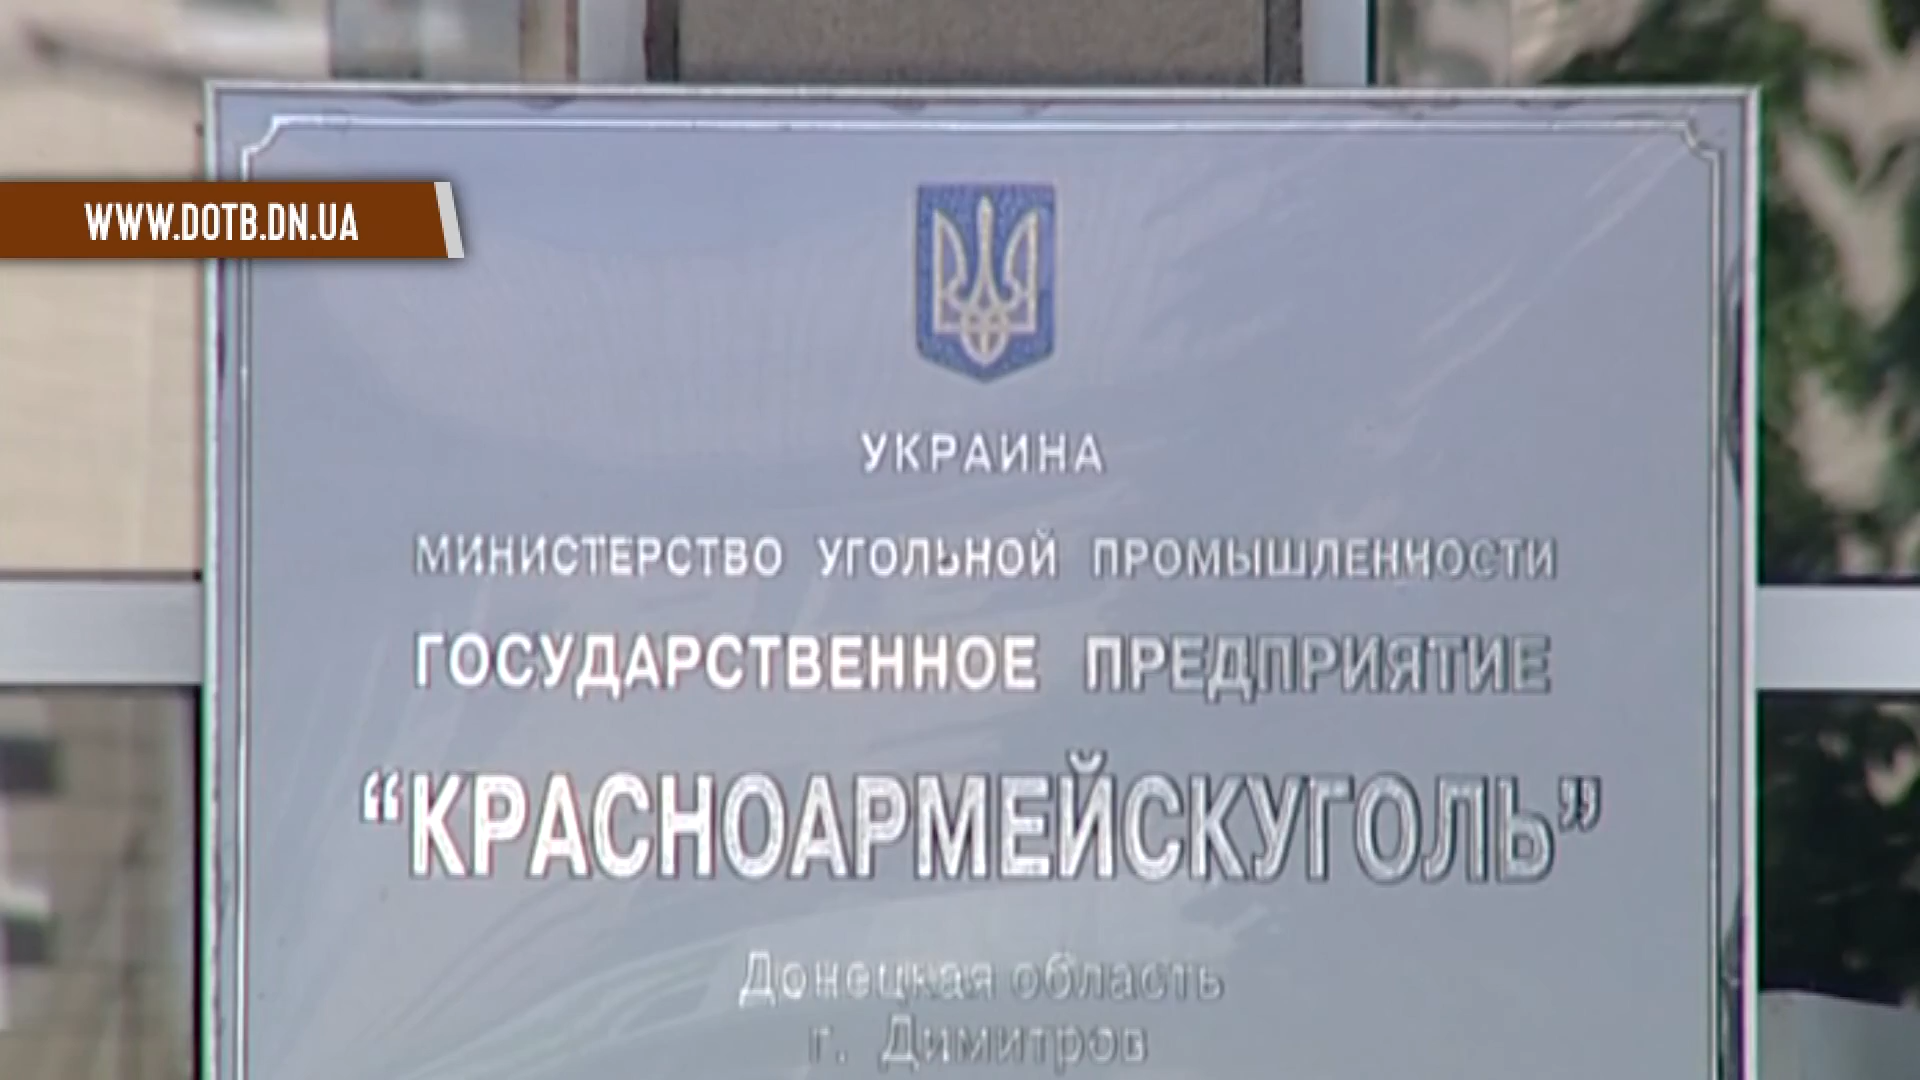 WWW.DOTB.DN.UA
УКРАИНА
МИНИСТЕРСТВО УГОЛЬНОЙ ПРОМЫШЛЕННОСТИ
ГОСУДАРСТВЕННОЕ ПРЕДПРИЯТИЕ
“КРАСНОАРМЕЙСКУГОЛЬ”
Донецкая область
г. Димитров